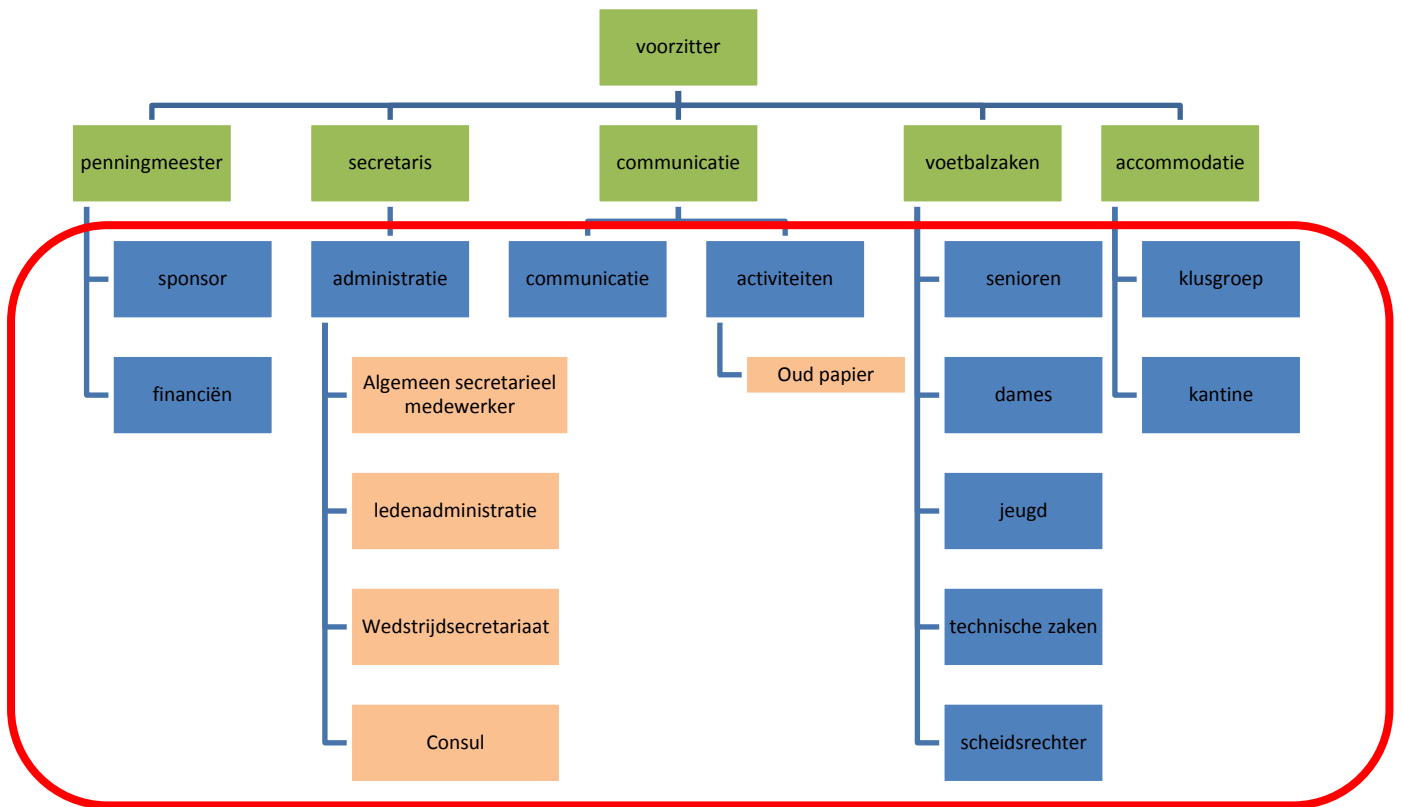 voorzitter
penningmeester
secretaris
communicatie
voetbalzaken
accommodatie
sponsor
administratie
communicatie
activiteiten
senioren
klusgroep
financiën
Algemeen secretarieel
medewerker
Oud papier
dames
kantine
ledenadministratie
jeugd
Wedstrijdsecretariaat
technische zaken
Consul
scheidsrechter